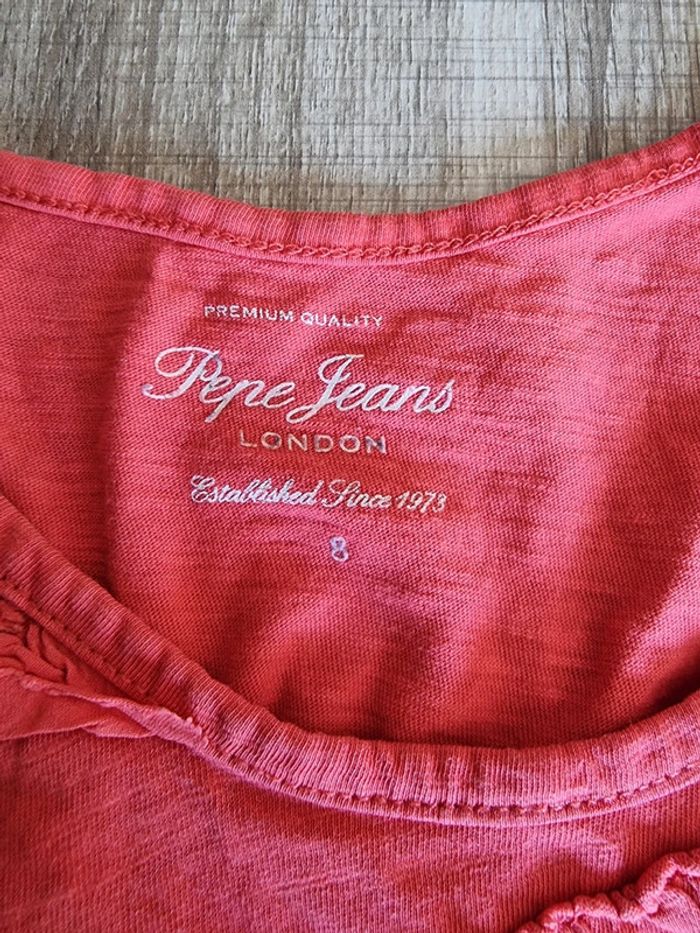 PREMIUM QUALITY
Pepe Jeans
LONDON
Established Since 1973
8